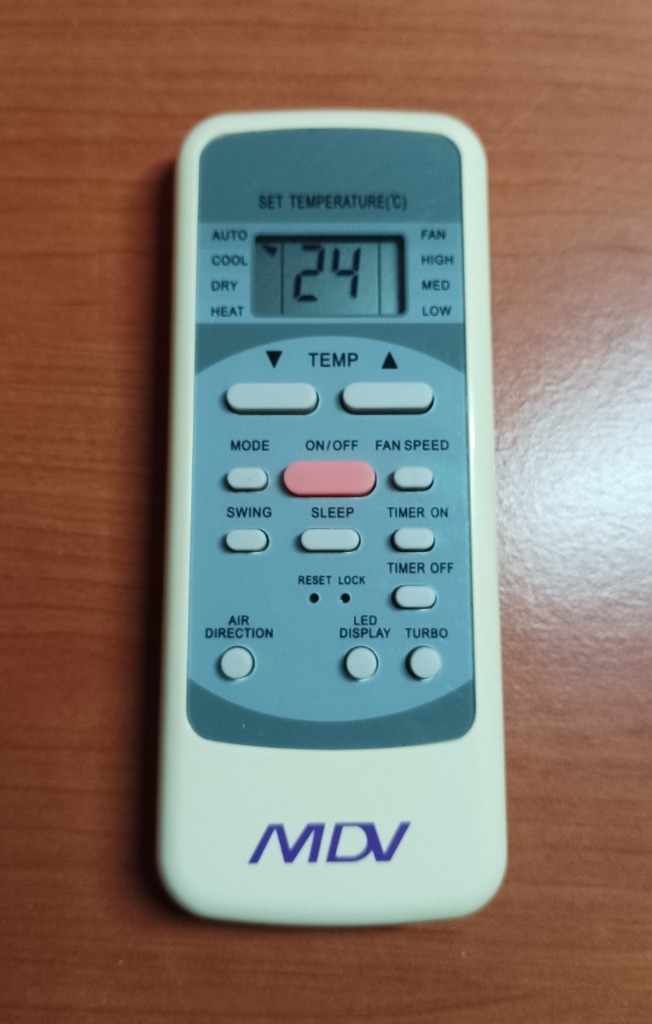 SET TEMPERATURE(℃)
AUTO FAN
COOL 24 HIGH
DRY MED
HEAT LOW
▼ TEMP ▲
MODE ON/OFF FAN SPEED
SWING SLEEP TIMER ON
RESET LOCK TIMER OFF
AIR DIRECTION LED DISPLAY TURBO
MDV